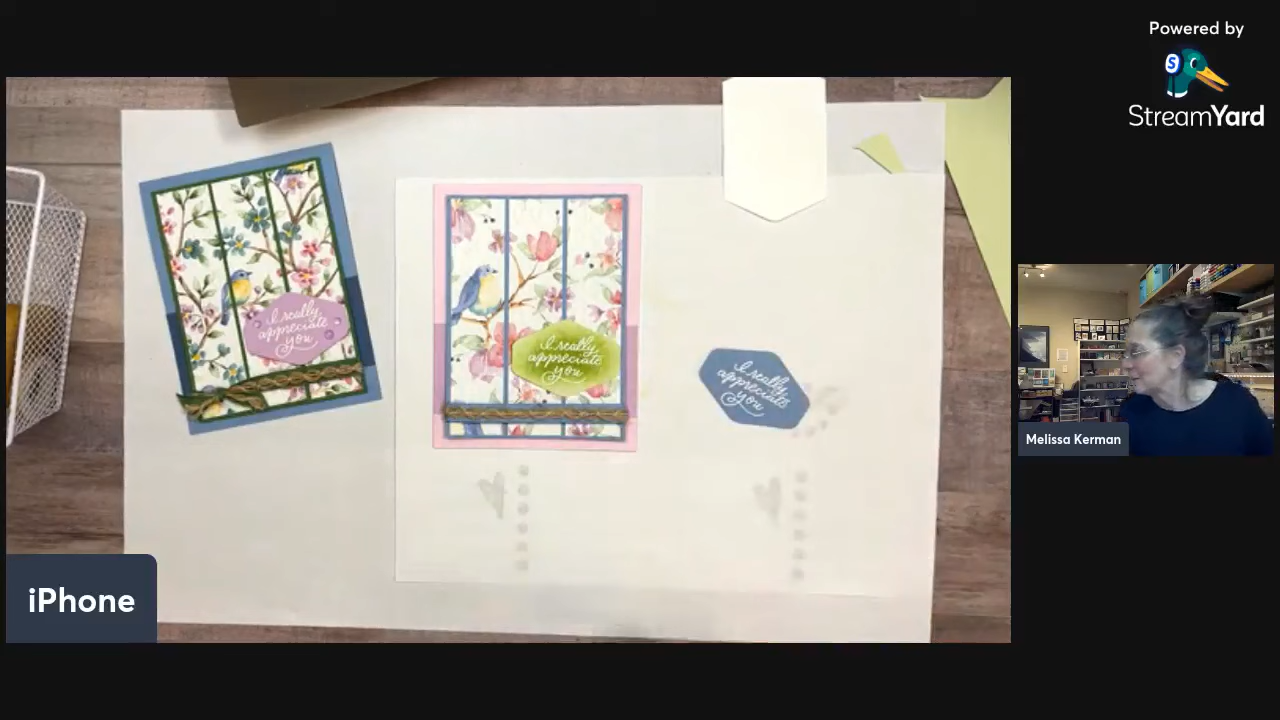 Powered by
S
StreamYard
I really
appreciate
you
I really
appreciate
you
I really
appreciate
you
Melissa Kerman
iPhone